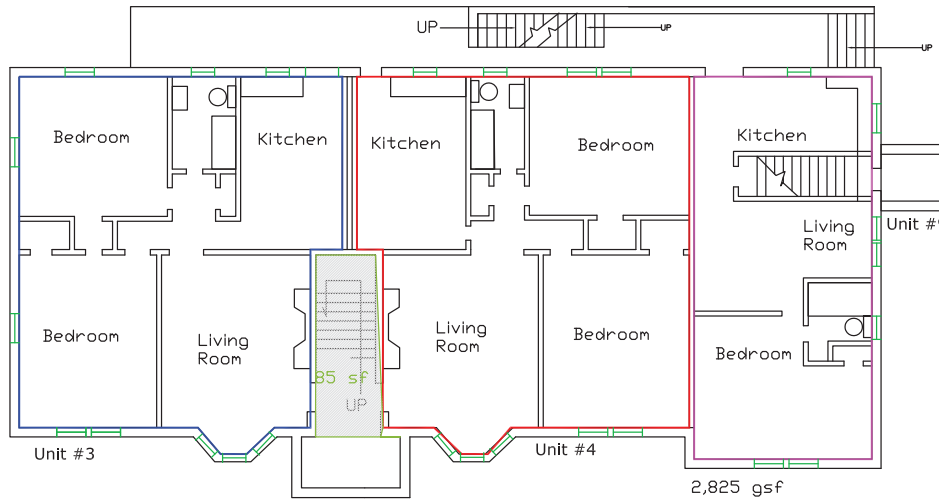 UP
UP
UP
Bedroom
Kitchen
Kitchen
Bedroom
Kitchen
Living
Room
Bedroom
Living
Room
Living
Room
Bedroom
Bedroom
85 sf
UP
Unit #3
Unit #4
2,825 gsf